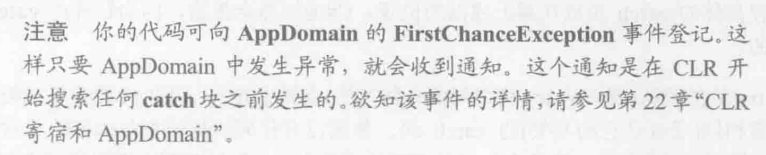 注意 你的代码可向 AppDomain 的 FirstChanceException 事件登记。这
样只要 AppDomain 中发生异常，就会收到通知。这个通知是在 CLR 开
始搜索任何 catch 块之前发生的。欲知该事件的详情,请参见第 22 章“CLR
寄宿和 AppDomain”。